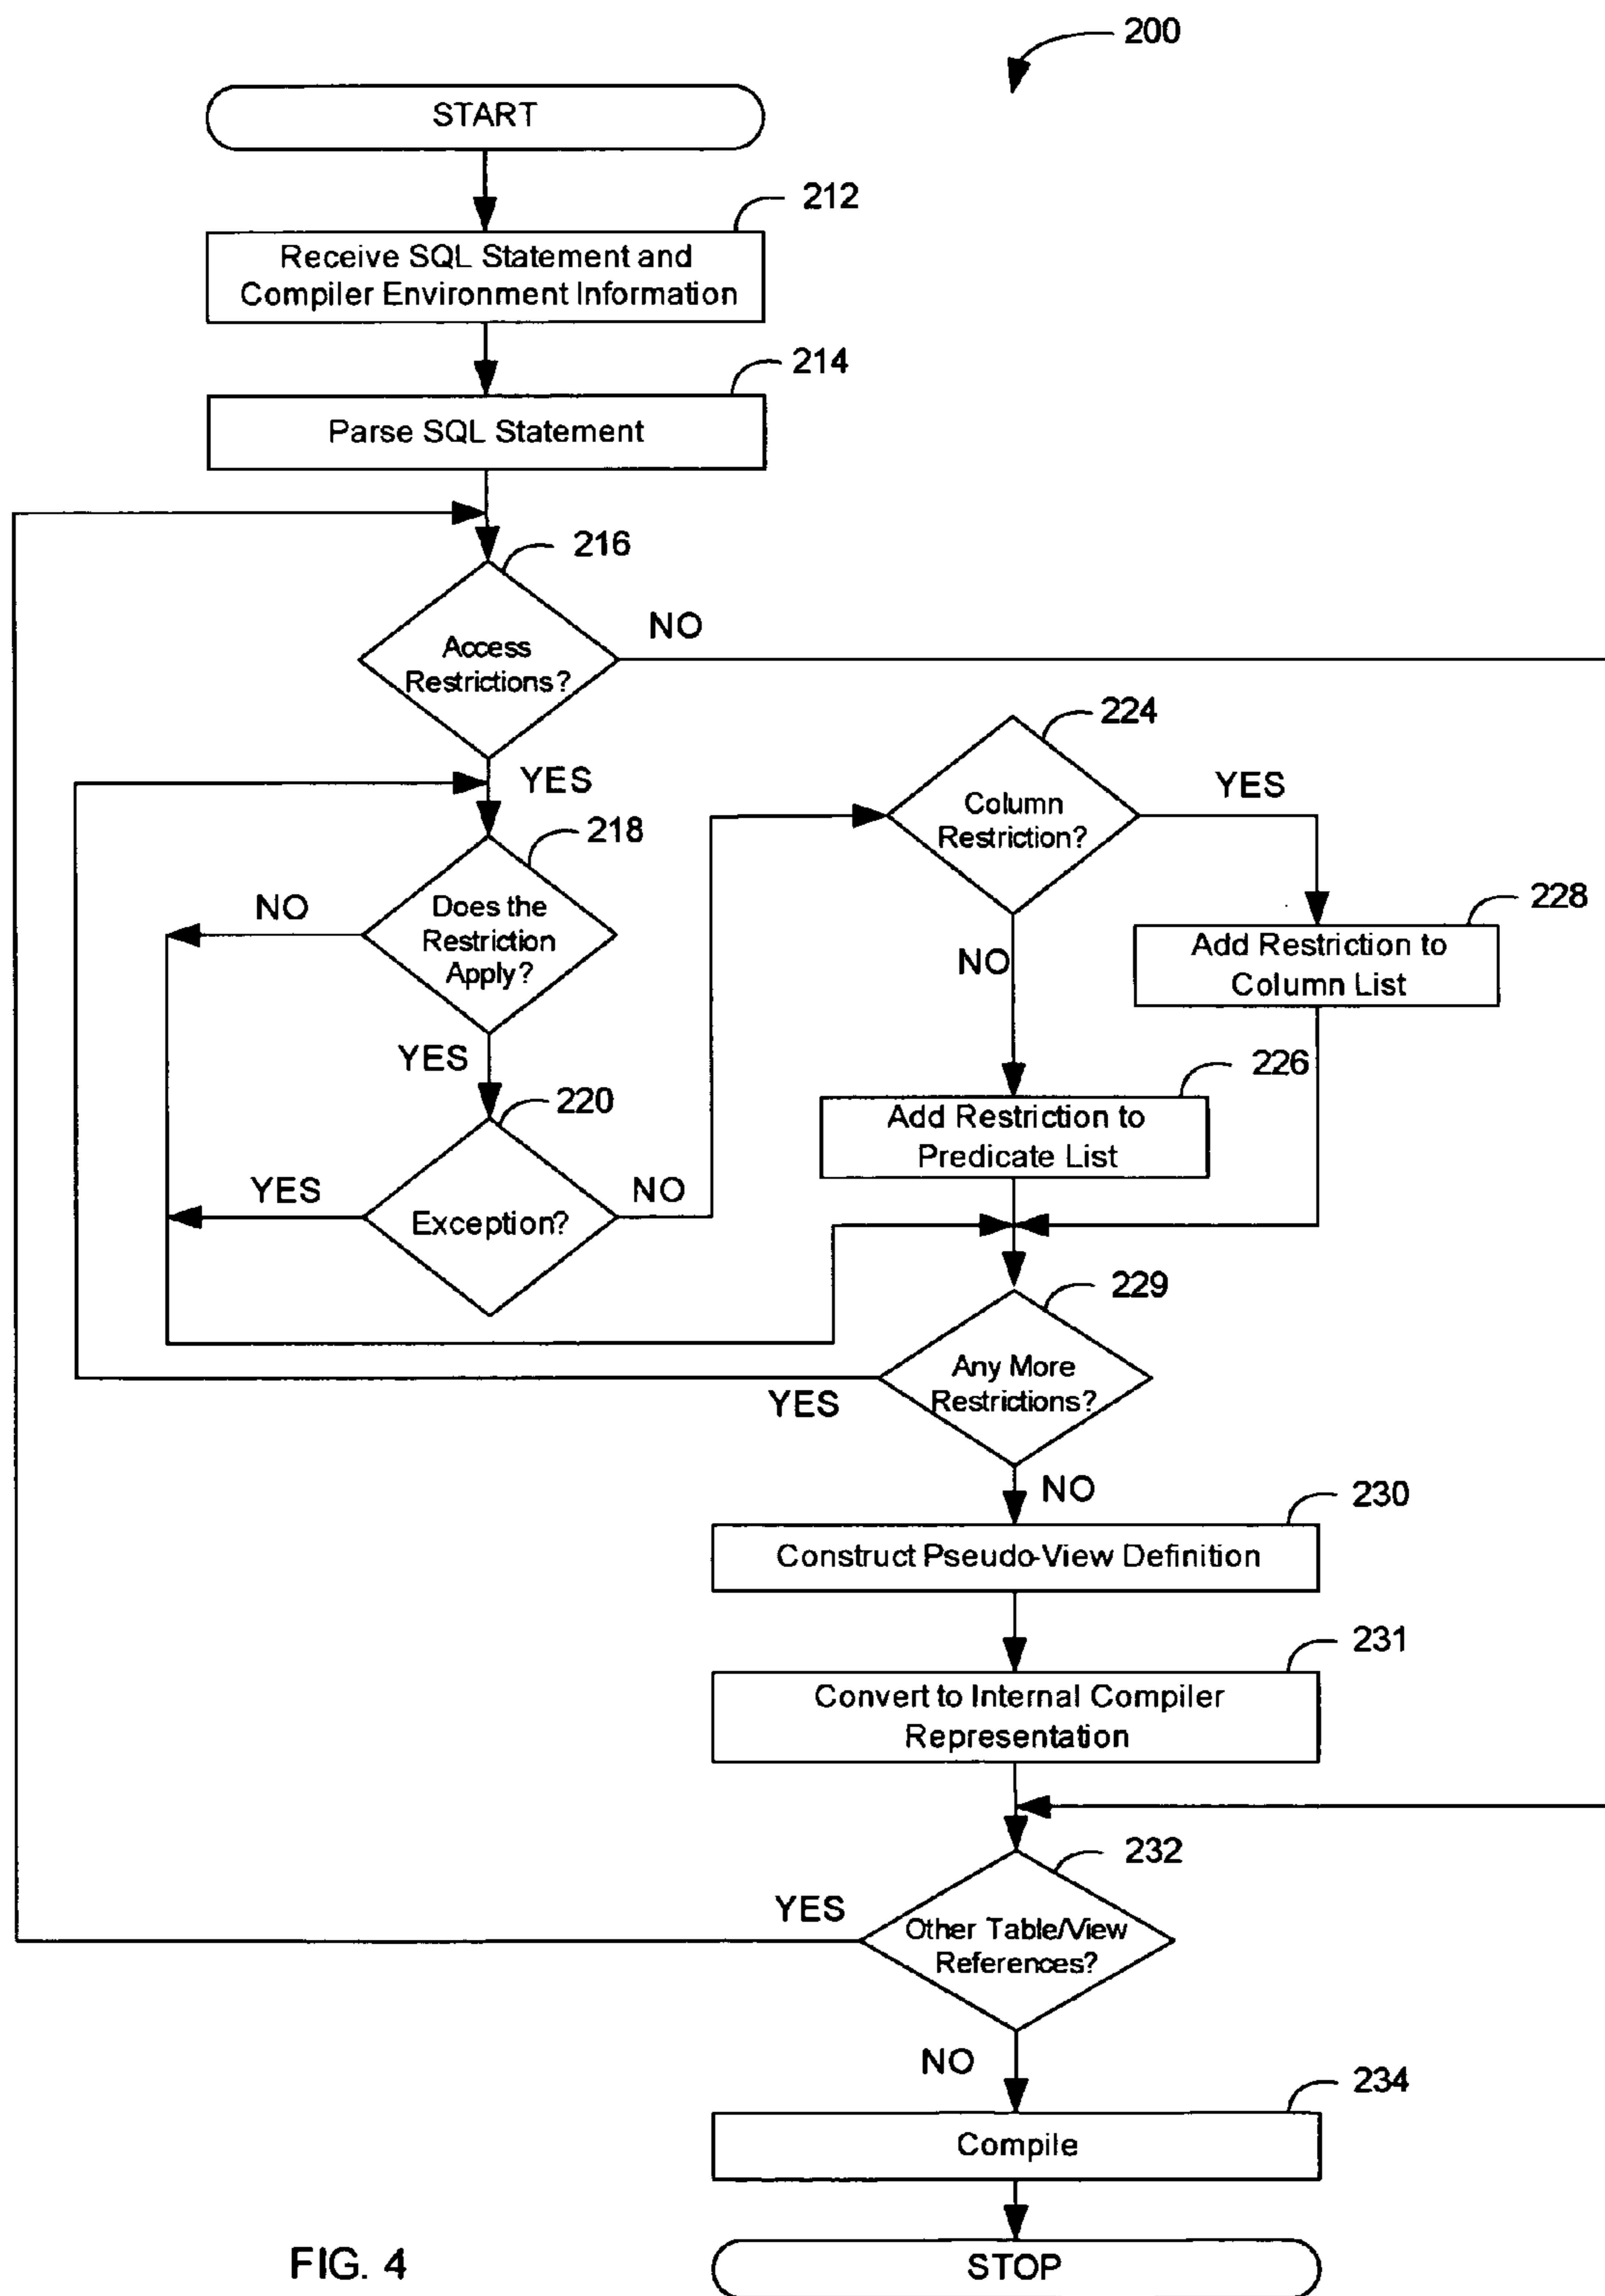 200
START
212
Receive SQL Statement and
Compiler Environment Information
214
Parse SQL Statement
216
Access
Restrictions?
NO
YES
218
Does the
Restriction
Apply?
NO
YES
220
Exception?
YES
NO
224
Column
Restriction?
YES
NO
228
Add Restriction to
Column List
226
Add Restriction to
Predicate List
229
Any More
Restrictions?
YES
NO
230
Construct Pseudo-View Definition
231
Convert to Internal Compiler
Representation
232
Other Table/View
References?
YES
NO
234
Compile
STOP
FIG. 4